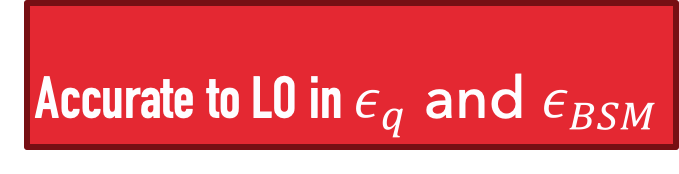 Accurate to LO in ϵ_q and ϵ_BSM